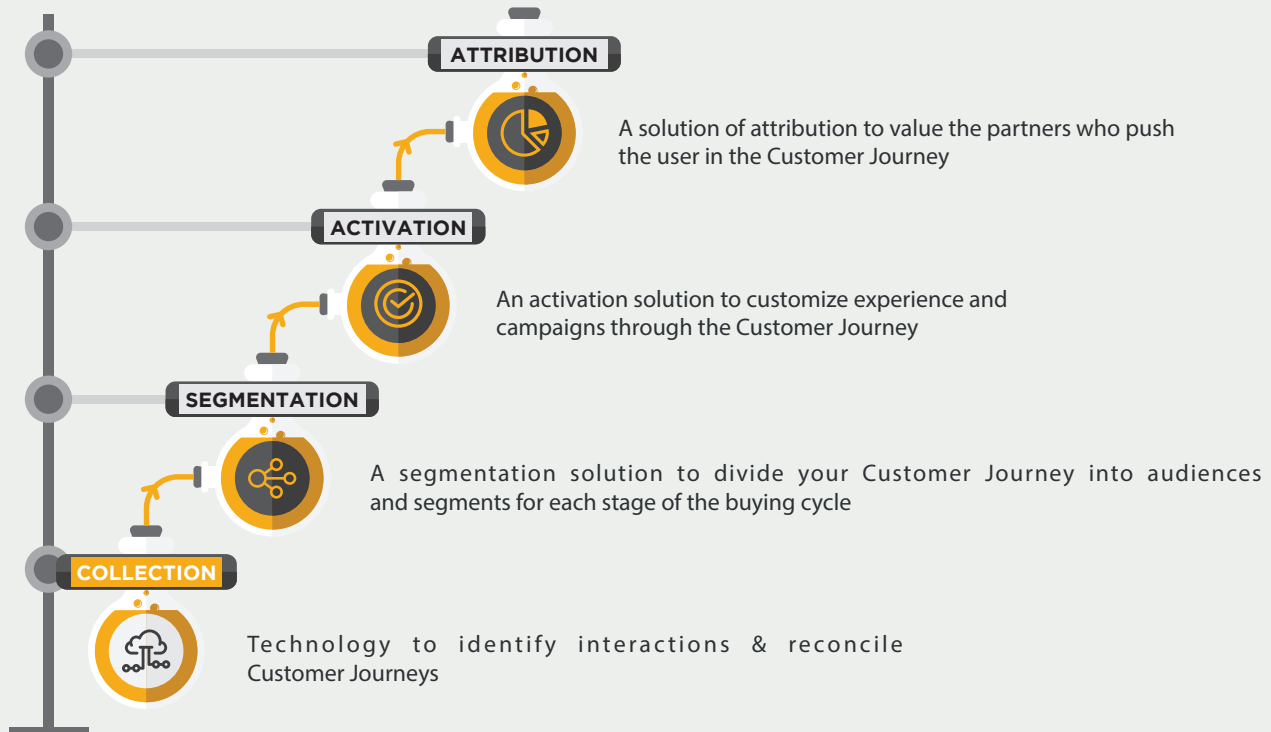 ATTRIBUTION
A solution of attribution to value the partners who push
the user in the Customer Journey
ACTIVATION
An activation solution to customize experience and
campaigns through the Customer Journey
SEGMENTATION
A segmentation solution to divide your Customer Journey into audiences
and segments for each stage of the buying cycle
COLLECTION
Technology to identify interactions & reconcile
Customer Journeys